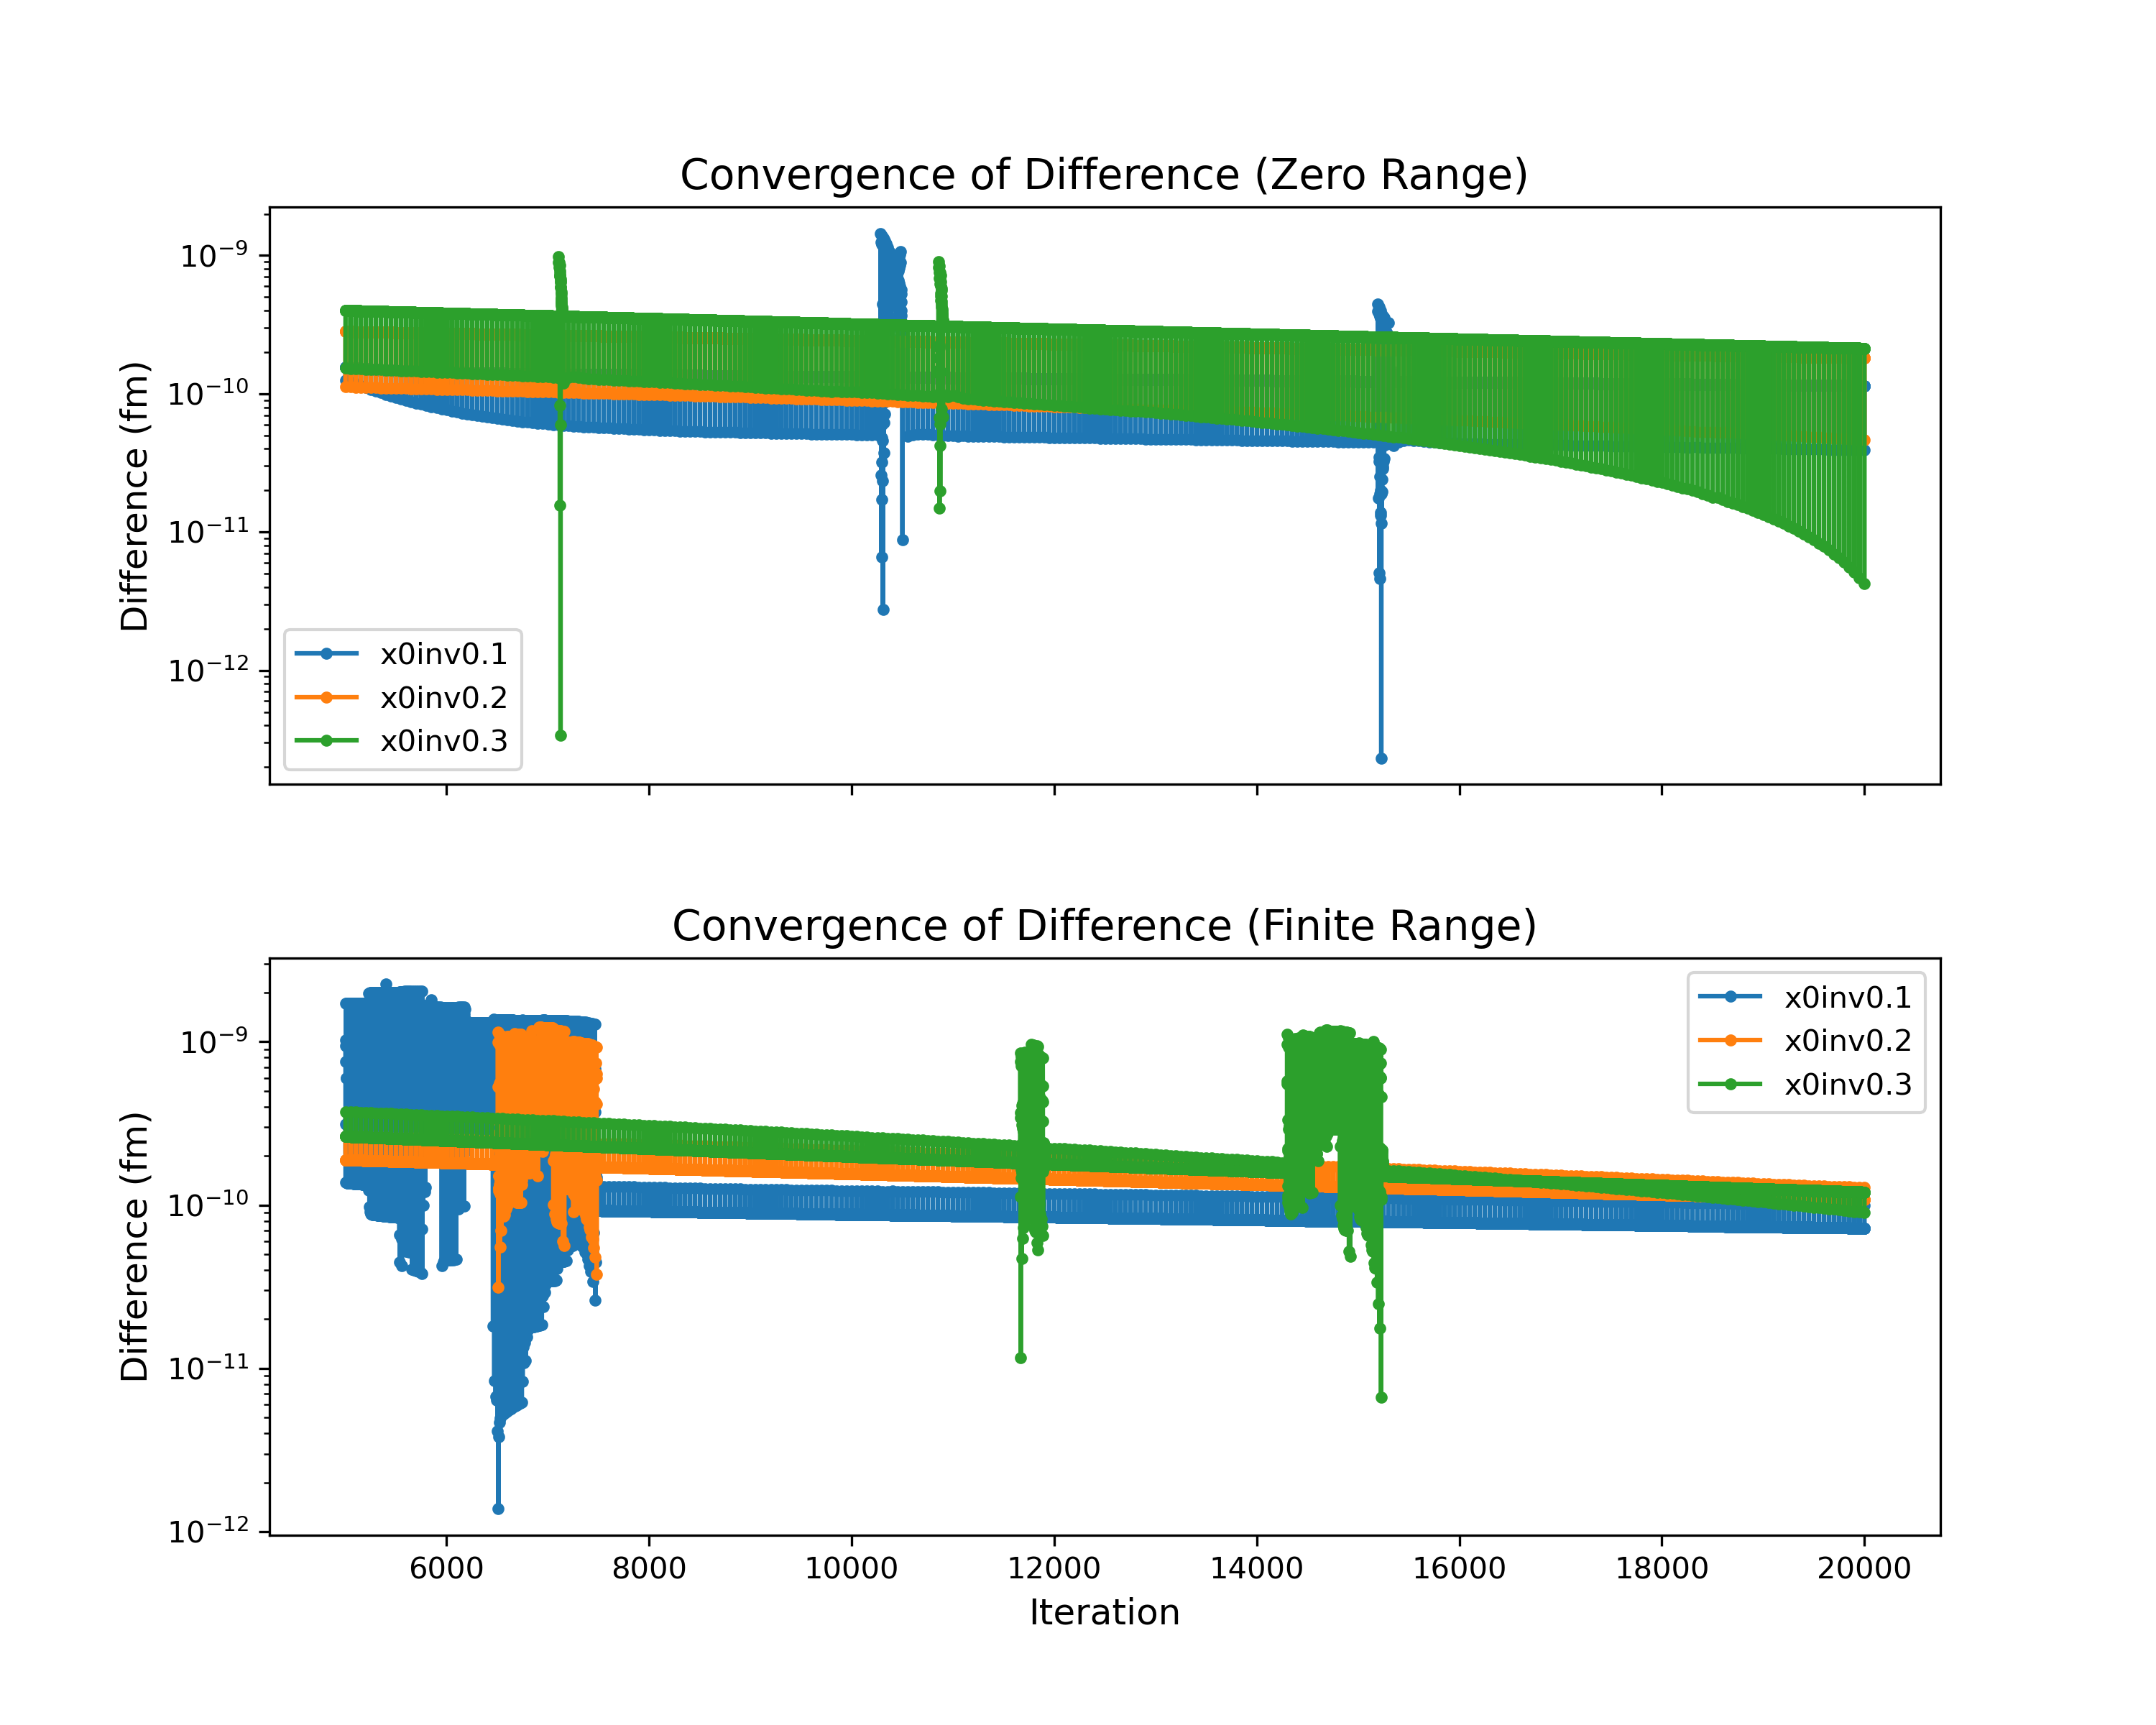 Convergence of Difference (Zero Range)
Difference (fm)
10⁻⁹
10⁻¹⁰
10⁻¹¹
10⁻¹²
x0inv0.1
x0inv0.2
x0inv0.3
Convergence of Difference (Finite Range)
Difference (fm)
10⁻⁹
10⁻¹⁰
10⁻¹¹
10⁻¹²
x0inv0.1
x0inv0.2
x0inv0.3
6000 8000 10000 12000 14000 16000 18000 20000
Iteration